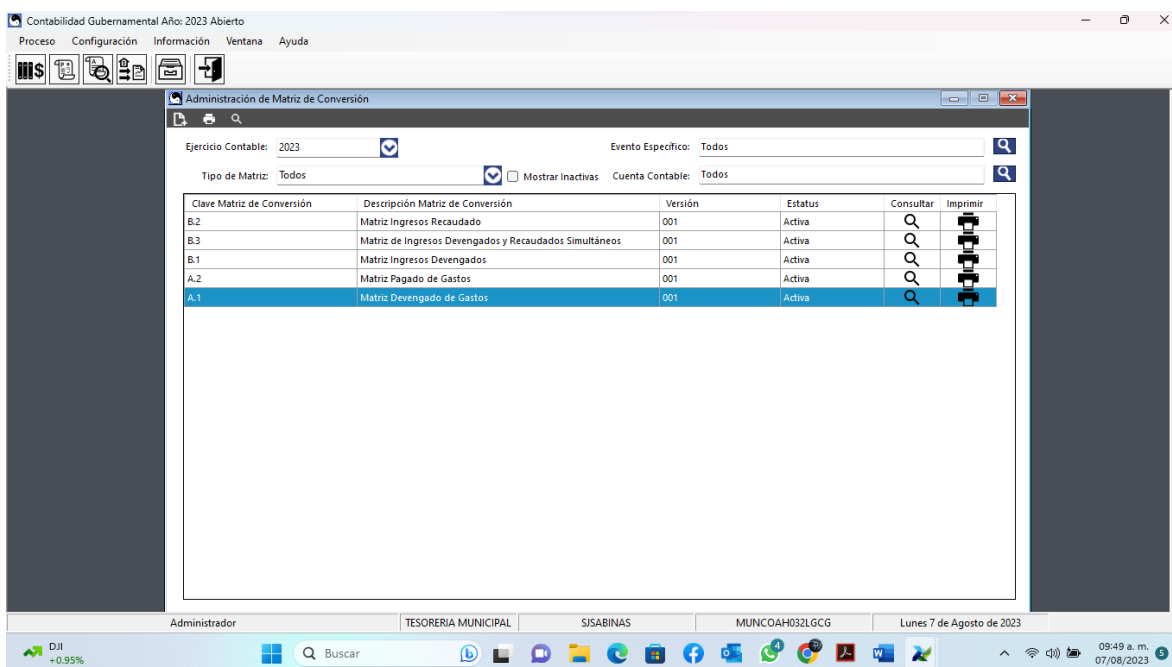 Contabilidad Gubernamental Año: 2023 Abierto
Proceso Configuración Información Ventana Ayuda
Administración de Matriz de Conversión
Ejercicio Contable: 2023 Evento Específico: Todos
Tipo de Matriz: Todos Mostrar Inactivas Cuenta Contable: Todos
Clave Matriz de Conversión Descripción Matriz de Conversión Versión Estatus Consultar Imprimir
B.2 Matriz Ingresos Recaudado 001 Activa
B.3 Matriz de Ingresos Devengados y Recaudados Simultáneos 001 Activa
B.1 Matriz Ingresos Devengados 001 Activa
A.2 Matriz Pagado de Gastos 001 Activa
A.1 Matriz Devengado de Gastos 001 Activa
Administrador TESORERIA MUNICIPAL SJSABINAS MUNCOAH032LGCG Lunes 7 de Agosto de 2023
DJI
+0.95%
Buscar
4
09:49 a. m.
07/08/2023
5